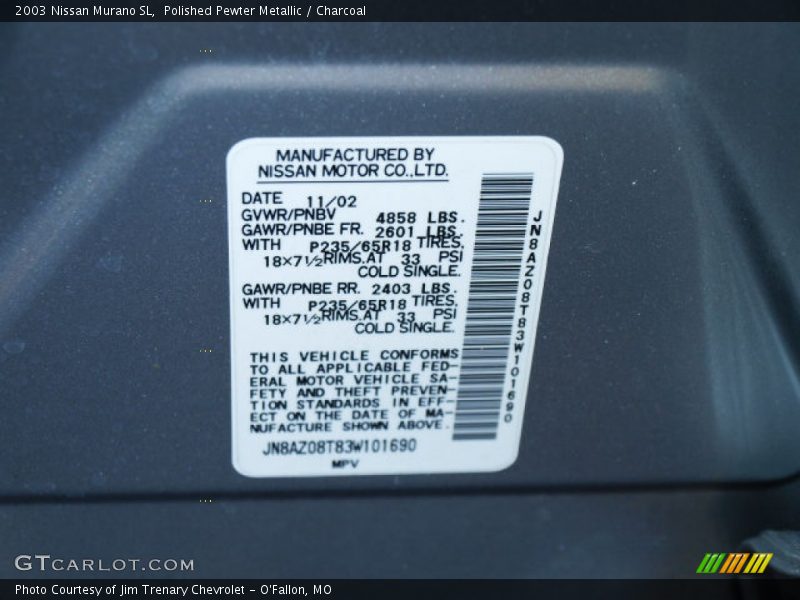 2003 Nissan Murano SL, Polished Pewter Metallic / Charcoal
MANUFACTURED BY
NISSAN MOTOR CO.,LTD.
DATE 11/02
GVWR/PNBV 4858 LBS.
GAWR/PNBE FR. 2601 LBS.
WITH P235/65R18 TIRES,
18×7½RIMS.AT 33 PSI
COLD SINGLE.
GAWR/PNBE RR. 2403 LBS.
WITH P235/65R18 TIRES,
18×7½RIMS.AT 33 PSI
COLD SINGLE.
THIS VEHICLE CONFORMS
TO ALL APPLICABLE FED-
ERAL MOTOR VEHICLE SA-
FETY AND THEFT PREVEN-
TION STANDARDS IN EFF-
ECT ON THE DATE OF MA-
NUFACTURE SHOWN ABOVE.
JN8AZ08T83W101690
MPV
JN8AZ08T83W101690
GTCARLOT.COM
Photo Courtesy of Jim Trenary Chevrolet - O'Fallon, MO